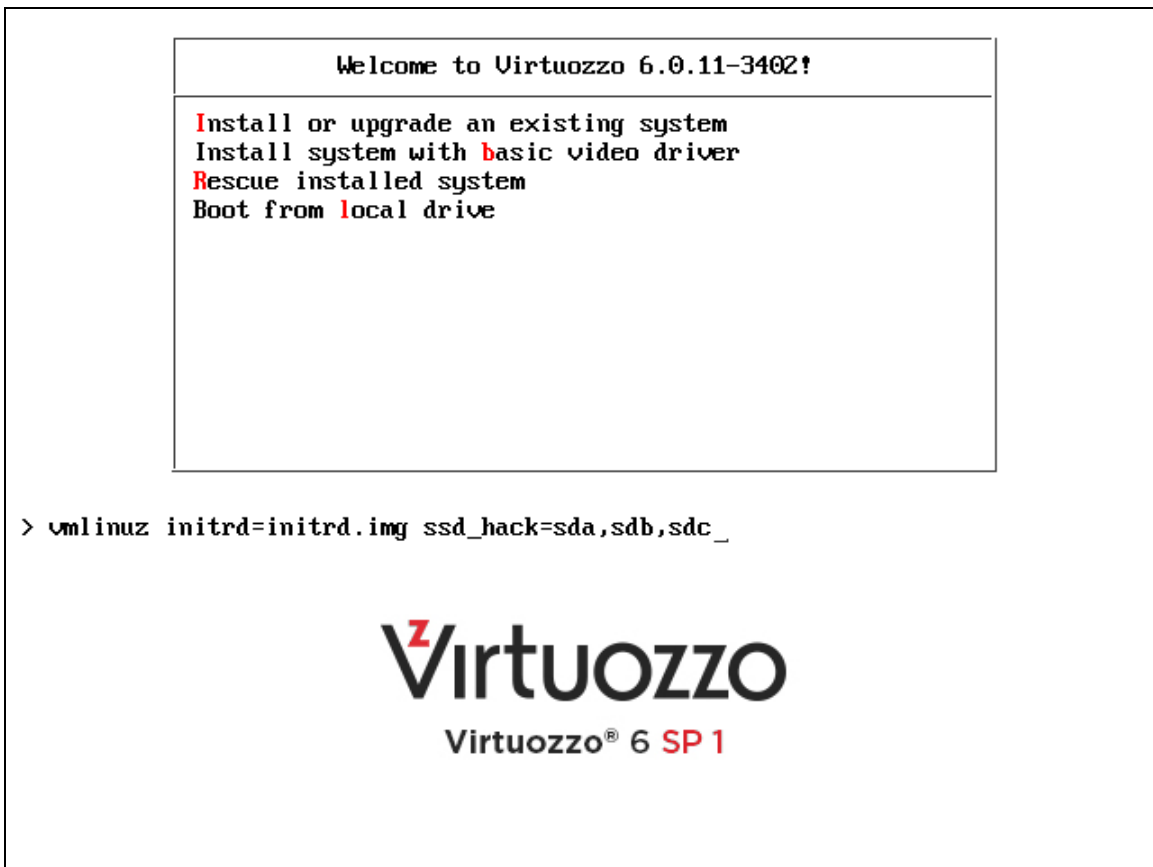 Welcome to Virtuozzo 6.0.11-3402!
Install or upgrade an existing system
Install system with basic video driver
Rescue installed system
Boot from local drive
> vmlinuz initrd=initrd.img ssd_hack=sda,sdb,sdc_
Virtuozzo
Virtuozzo® 6 SP 1